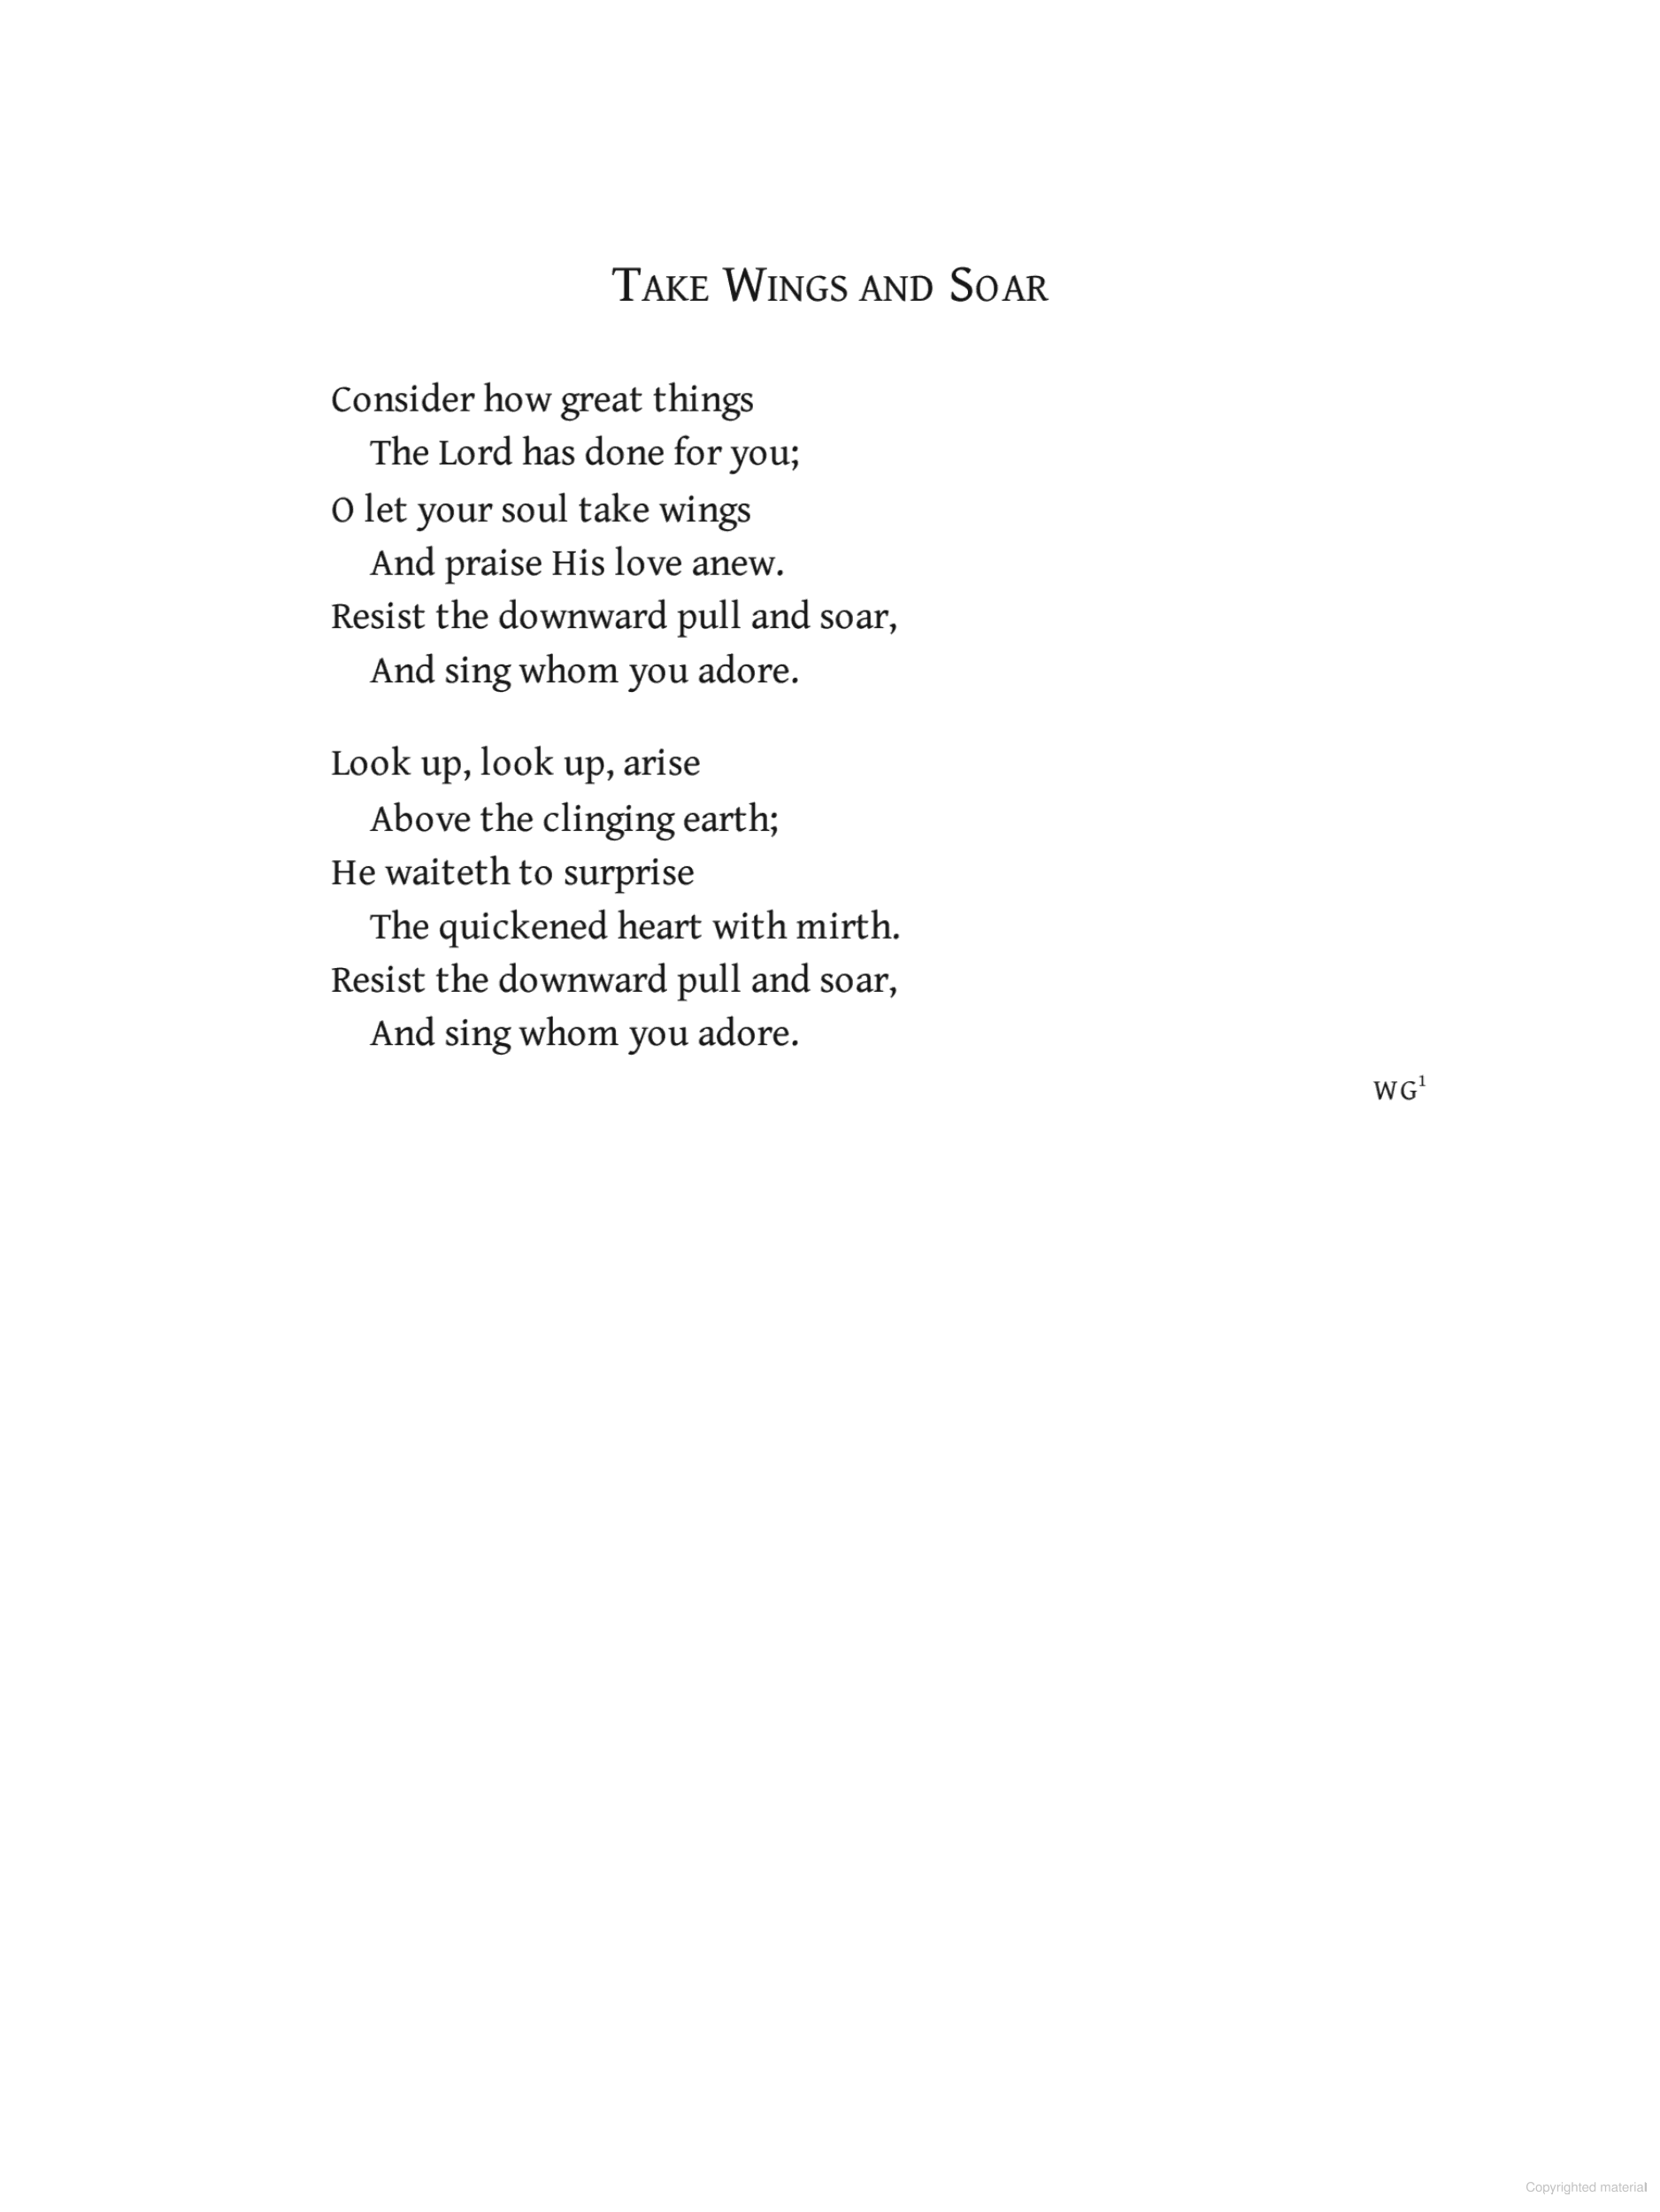 Take Wings and Soar
Consider how great things
The Lord has done for you;
O let your soul take wings
And praise His love anew.
Resist the downward pull and soar,
And sing whom you adore.
Look up, look up, arise
Above the clinging earth;
He waiteth to surprise
The quickened heart with mirth.
Resist the downward pull and soar,
And sing whom you adore.
WG¹
Copyrighted material